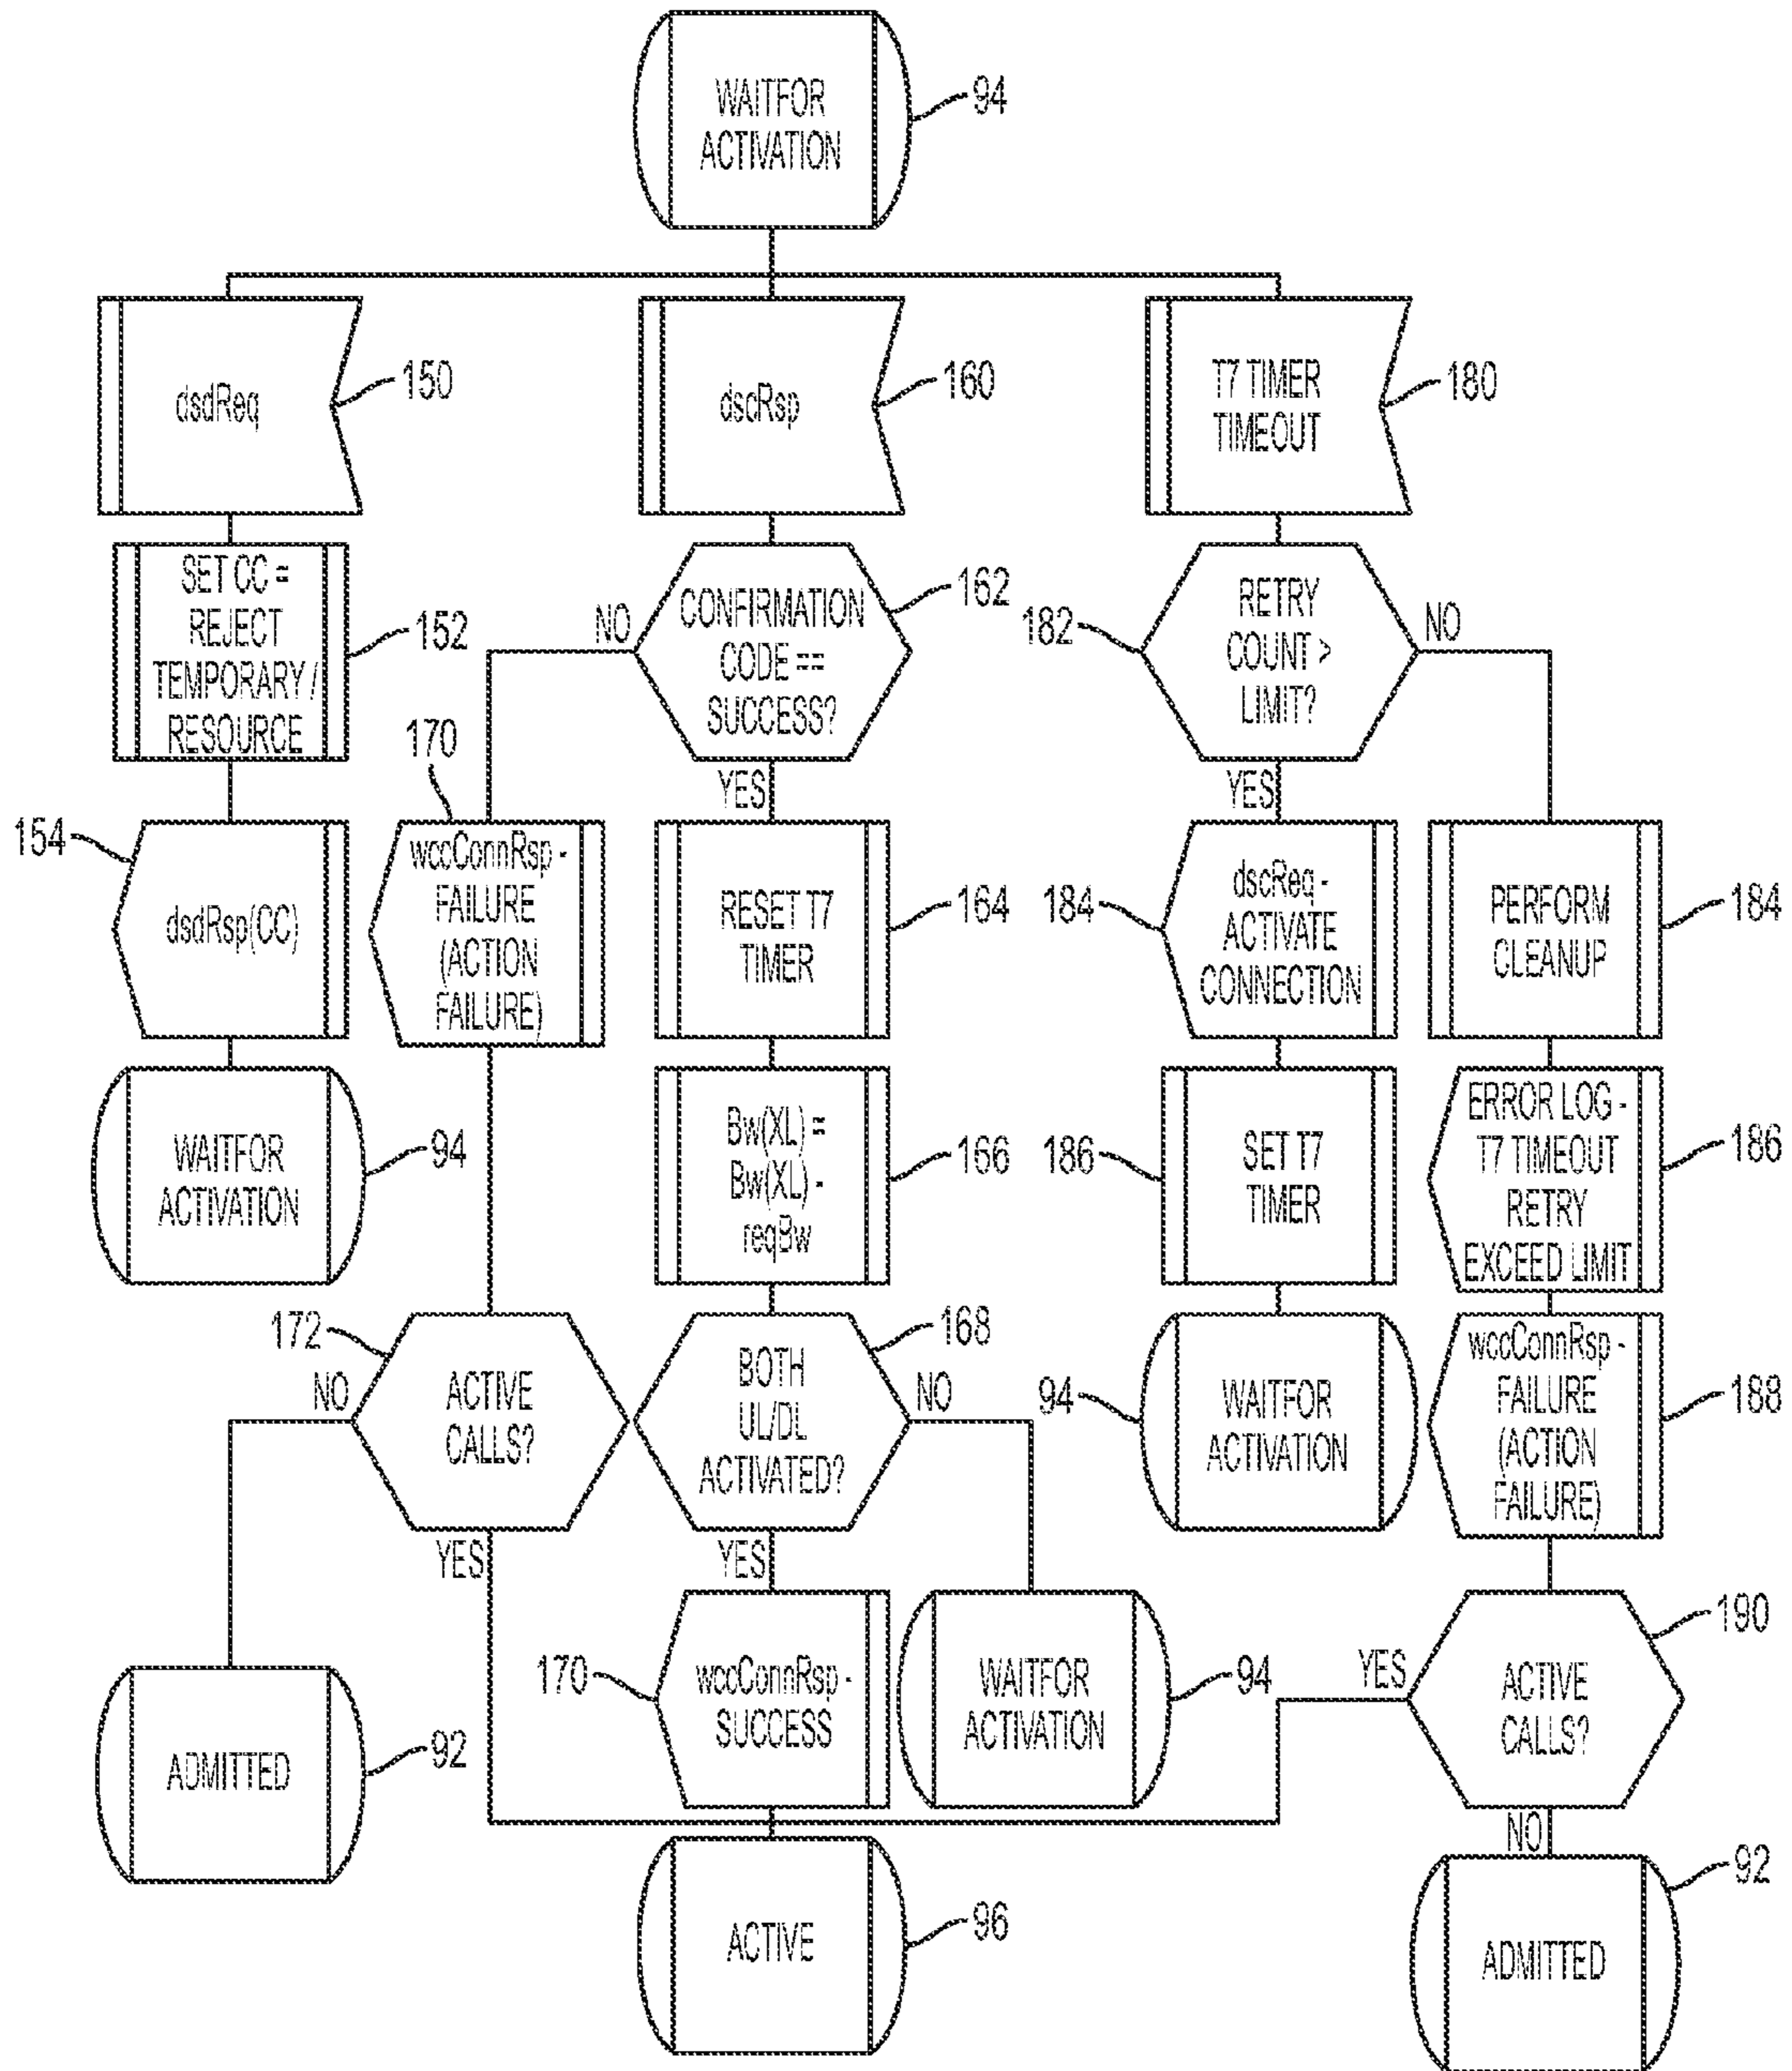 WAITFOR
ACTIVATION
94
dsdReq
150
dscRsp
160
T7 TIMER
TIMEOUT
180
SET CC =
REJECT
TEMPORARY /
RESOURCE
152
NO
CONFIRMATION
CODE ==
SUCCESS?
162
YES
182
RETRY
COUNT >
LIMIT?
NO
YES
154
dsdRsp(CC)
170
wccConnRsp -
FAILURE
(ACTION
FAILURE)
RESET T7
TIMER
164
184
dscReq -
ACTIVATE
CONNECTION
PERFORM
CLEANUP
184
WAITFOR
ACTIVATION
94
Bw(XL) =
Bw(XL) -
reqBw
166
186
SET T7
TIMER
ERROR LOG -
T7 TIMEOUT
RETRY
EXCEED LIMIT
186
172
NO
ACTIVE
CALLS?
YES
168
BOTH
UL/DL
ACTIVATED?
NO
YES
94
WAITFOR
ACTIVATION
wccConnRsp -
FAILURE
(ACTION
FAILURE)
188
ADMITTED
92
170
wccConnRsp -
SUCCESS
WAITFOR
ACTIVATION
94
YES
ACTIVE
CALLS?
190
NO
ACTIVE
96
ADMITTED
92